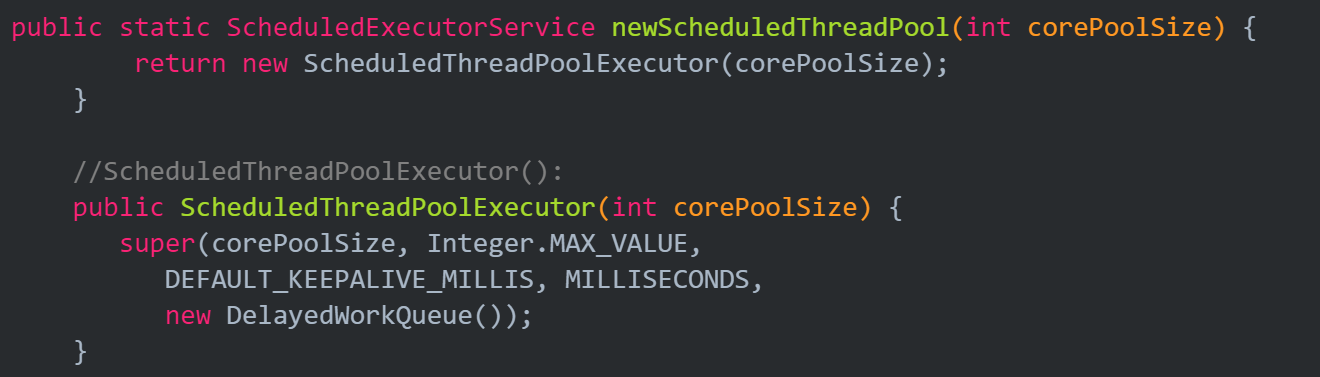 public static ScheduledExecutorService newScheduledThreadPool(int corePoolSize) {
        return new ScheduledThreadPoolExecutor(corePoolSize);
    }

    //ScheduledThreadPoolExecutor():
    public ScheduledThreadPoolExecutor(int corePoolSize) {
       super(corePoolSize, Integer.MAX_VALUE,
          DEFAULT_KEEPALIVE_MILLIS, MILLISECONDS,
          new DelayedWorkQueue());
    }